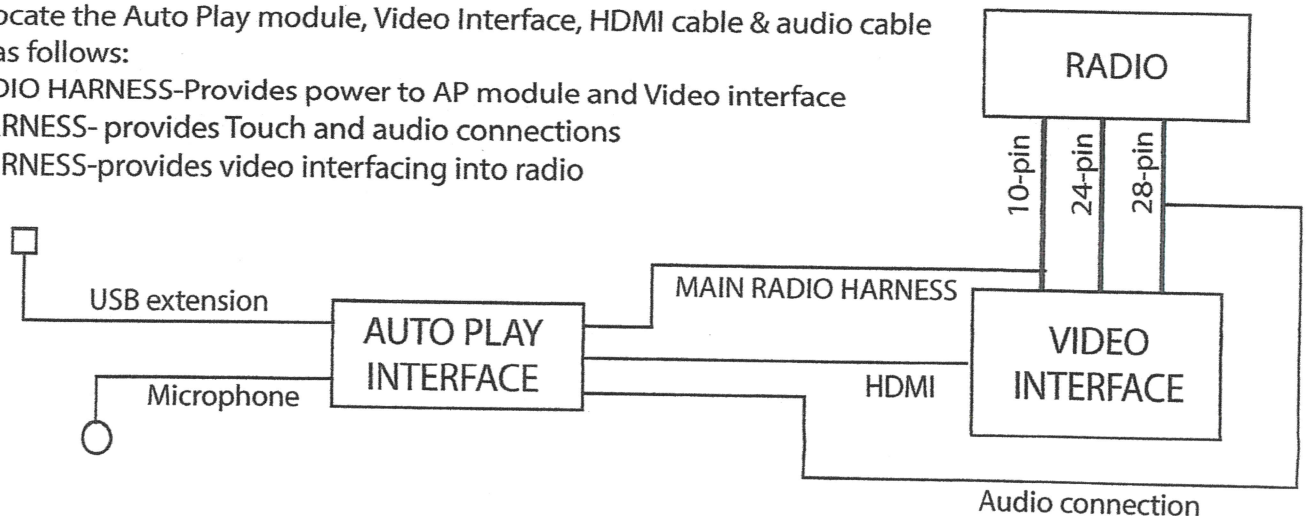 ocate the Auto Play module, Video Interface, HDMI cable & audio cable
as follows:
DIO HARNESS-Provides power to AP module and Video interface
RNESS- provides Touch and audio connections
RNESS-provides video interfacing into radio
RADIO
10-pin
24-pin
28-pin
USB extension
MAIN RADIO HARNESS
AUTO PLAY
INTERFACE
VIDEO
INTERFACE
Microphone
HDMI
Audio connection